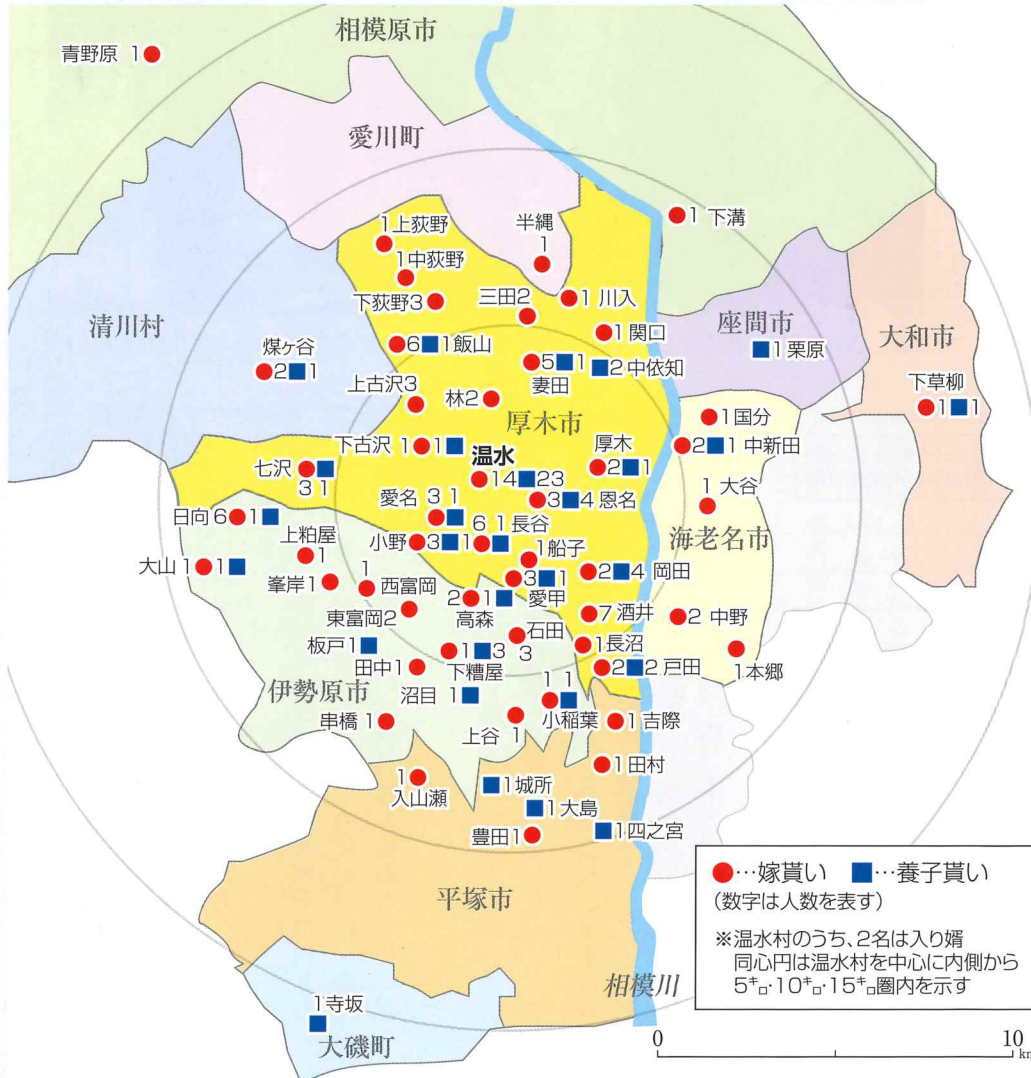 相模原市
青野原 1
愛川町
1 下溝
1上荻野
半縄
1
1中荻野
下荻野3
三田2
1 川入
清川村
座間市
大和市
1 関口
6 1飯山
1 栗原
煤ヶ谷
2 1
5 1
妻田
2 中依知
上古沢3
林2
下草柳
1 1
厚木市
1国分
下古沢 1 1
厚木
2 1
2 1 中新田
温水
14 23
七沢
3 1
3 4 恩名
1 大谷
愛名 3 1
日向 6 1
6 1 長谷
海老名市
小野 3 1
上粕屋
1
1船子
大山 1 1
峯岸1
1
西富岡
3 1
愛甲
2 4 岡田
2 1
高森
東富岡2
7 酒井
2 中野
石田
3
板戸1
1長沼
1 3
下糟屋
1本郷
田中1
2 2 戸田
伊勢原市
沼目 1
1 1
小稲葉
串橋 1
上谷
1
1 吉際
1田村
1
入山瀬
1城所
1 大島
豊田1
1四之宮
平塚市
相模川
1寺坂
大磯町
…嫁貰い …養子貰い
(数字は人数を表す)
※温水村のうち、2名は入り婿
同心円は温水村を中心に内側から
5㌔・10㌔・15㌔圏内を示す
0 10
km